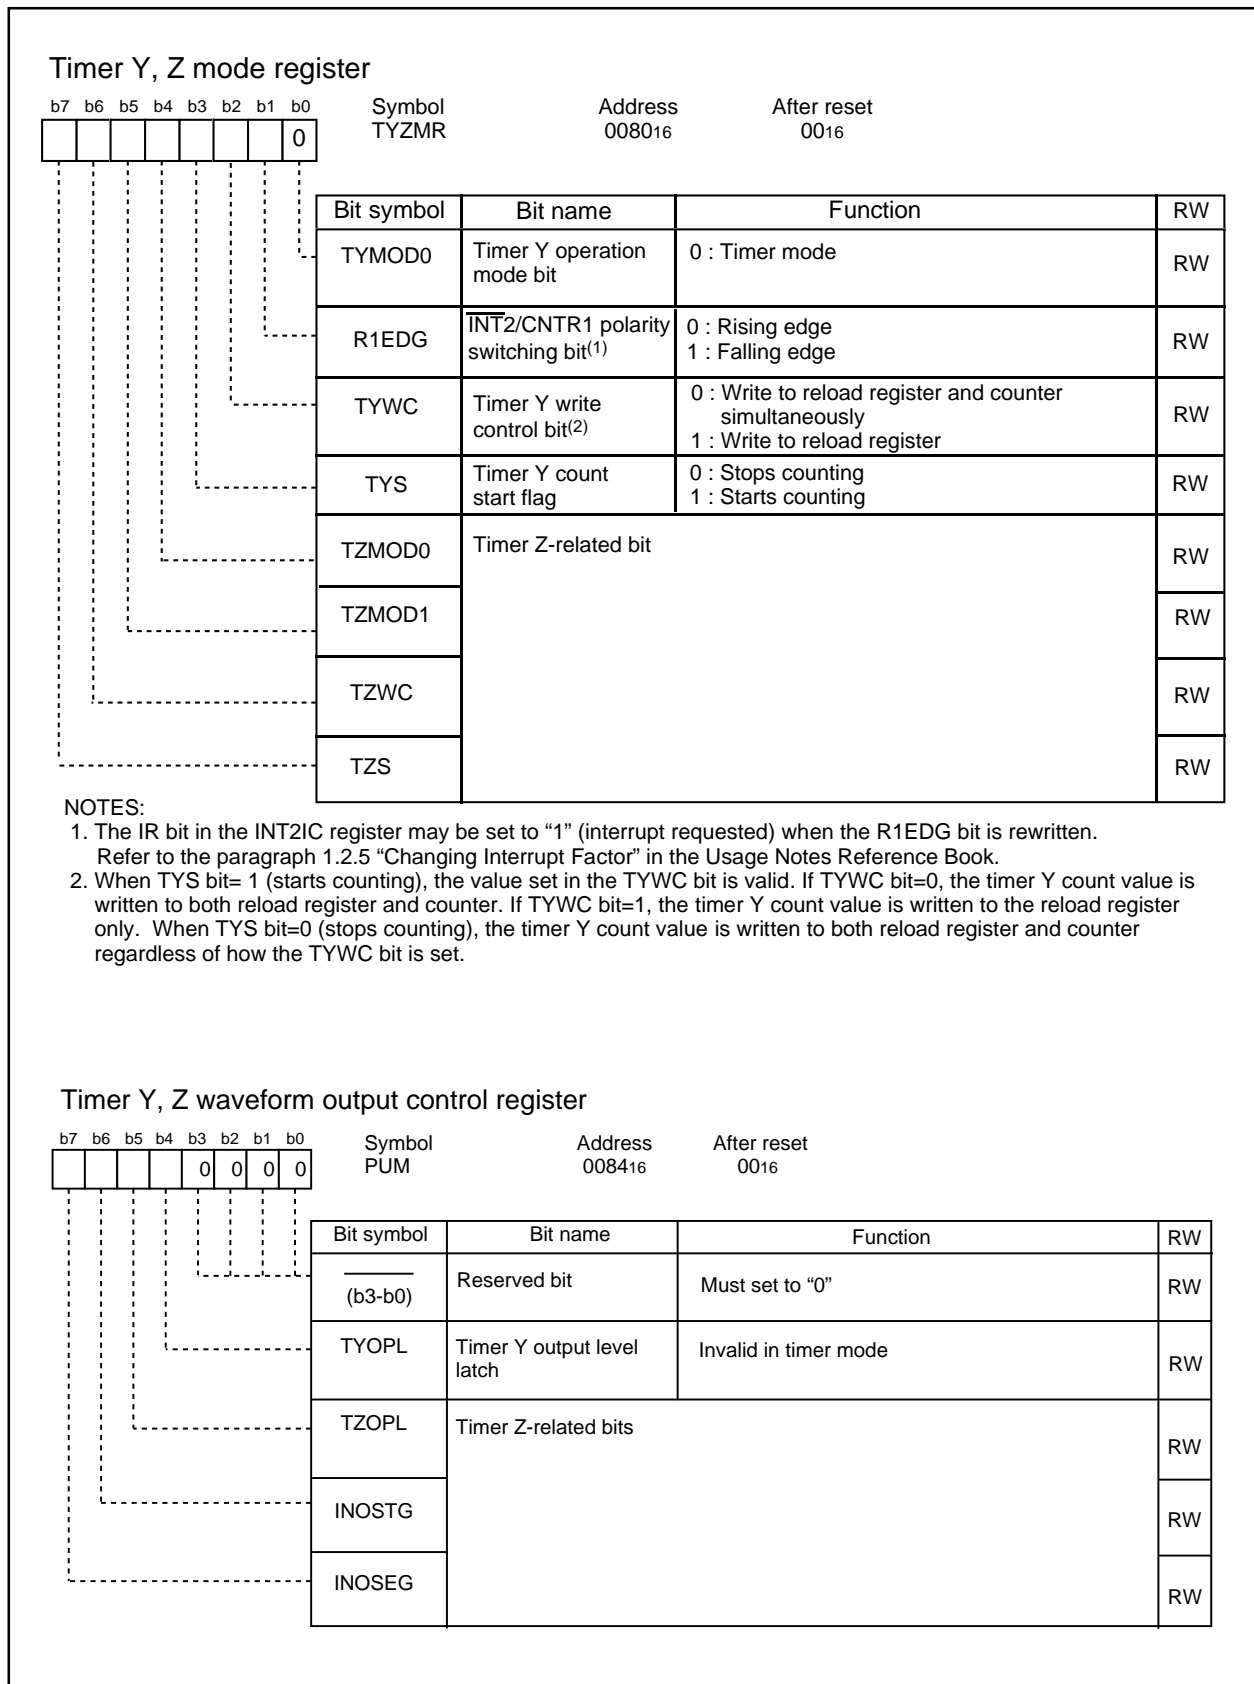 Timer Y, Z mode register
b7 b6 b5 b4 b3 b2 b1 b0
Symbol Address After reset
TYZMR 008016 0016
0
Bit symbol Bit name Function RW
TYMOD0 Timer Y operation mode bit 0 : Timer mode RW
R1EDG INT2/CNTR1 polarity switching bit(1) 0 : Rising edge
1 : Falling edge RW
TYWC Timer Y write control bit(2) 0 : Write to reload register and counter simultaneously
1 : Write to reload register RW
TYS Timer Y count start flag 0 : Stops counting
1 : Starts counting RW
TZMOD0 Timer Z-related bit RW
TZMOD1 RW
TZWC RW
TZS RW
NOTES:
1. The IR bit in the INT2IC register may be set to “1” (interrupt requested) when the R1EDG bit is rewritten.
Refer to the paragraph 1.2.5 “Changing Interrupt Factor” in the Usage Notes Reference Book.
2. When TYS bit= 1 (starts counting), the value set in the TYWC bit is valid. If TYWC bit=0, the timer Y count value is
written to both reload register and counter. If TYWC bit=1, the timer Y count value is written to the reload register
only. When TYS bit=0 (stops counting), the timer Y count value is written to both reload register and counter
regardless of how the TYWC bit is set.
Timer Y, Z waveform output control register
b7 b6 b5 b4 b3 b2 b1 b0
Symbol Address After reset
PUM 008416 0016
0 0 0 0
Bit symbol Bit name Function RW
(b3-b0) Reserved bit Must set to “0” RW
TYOPL Timer Y output level latch Invalid in timer mode RW
TZOPL Timer Z-related bits RW
INOSTG RW
INOSEG RW